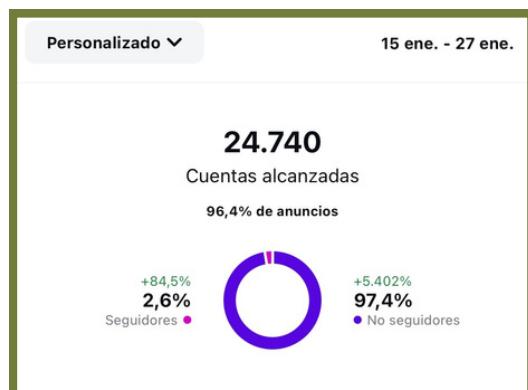 Personalizado
15 ene. - 27 ene.
24.740
Cuentas alcanzadas
96,4% de anuncios
+84,5%
2,6%
Seguidores
+5.402%
97,4%
No seguidores